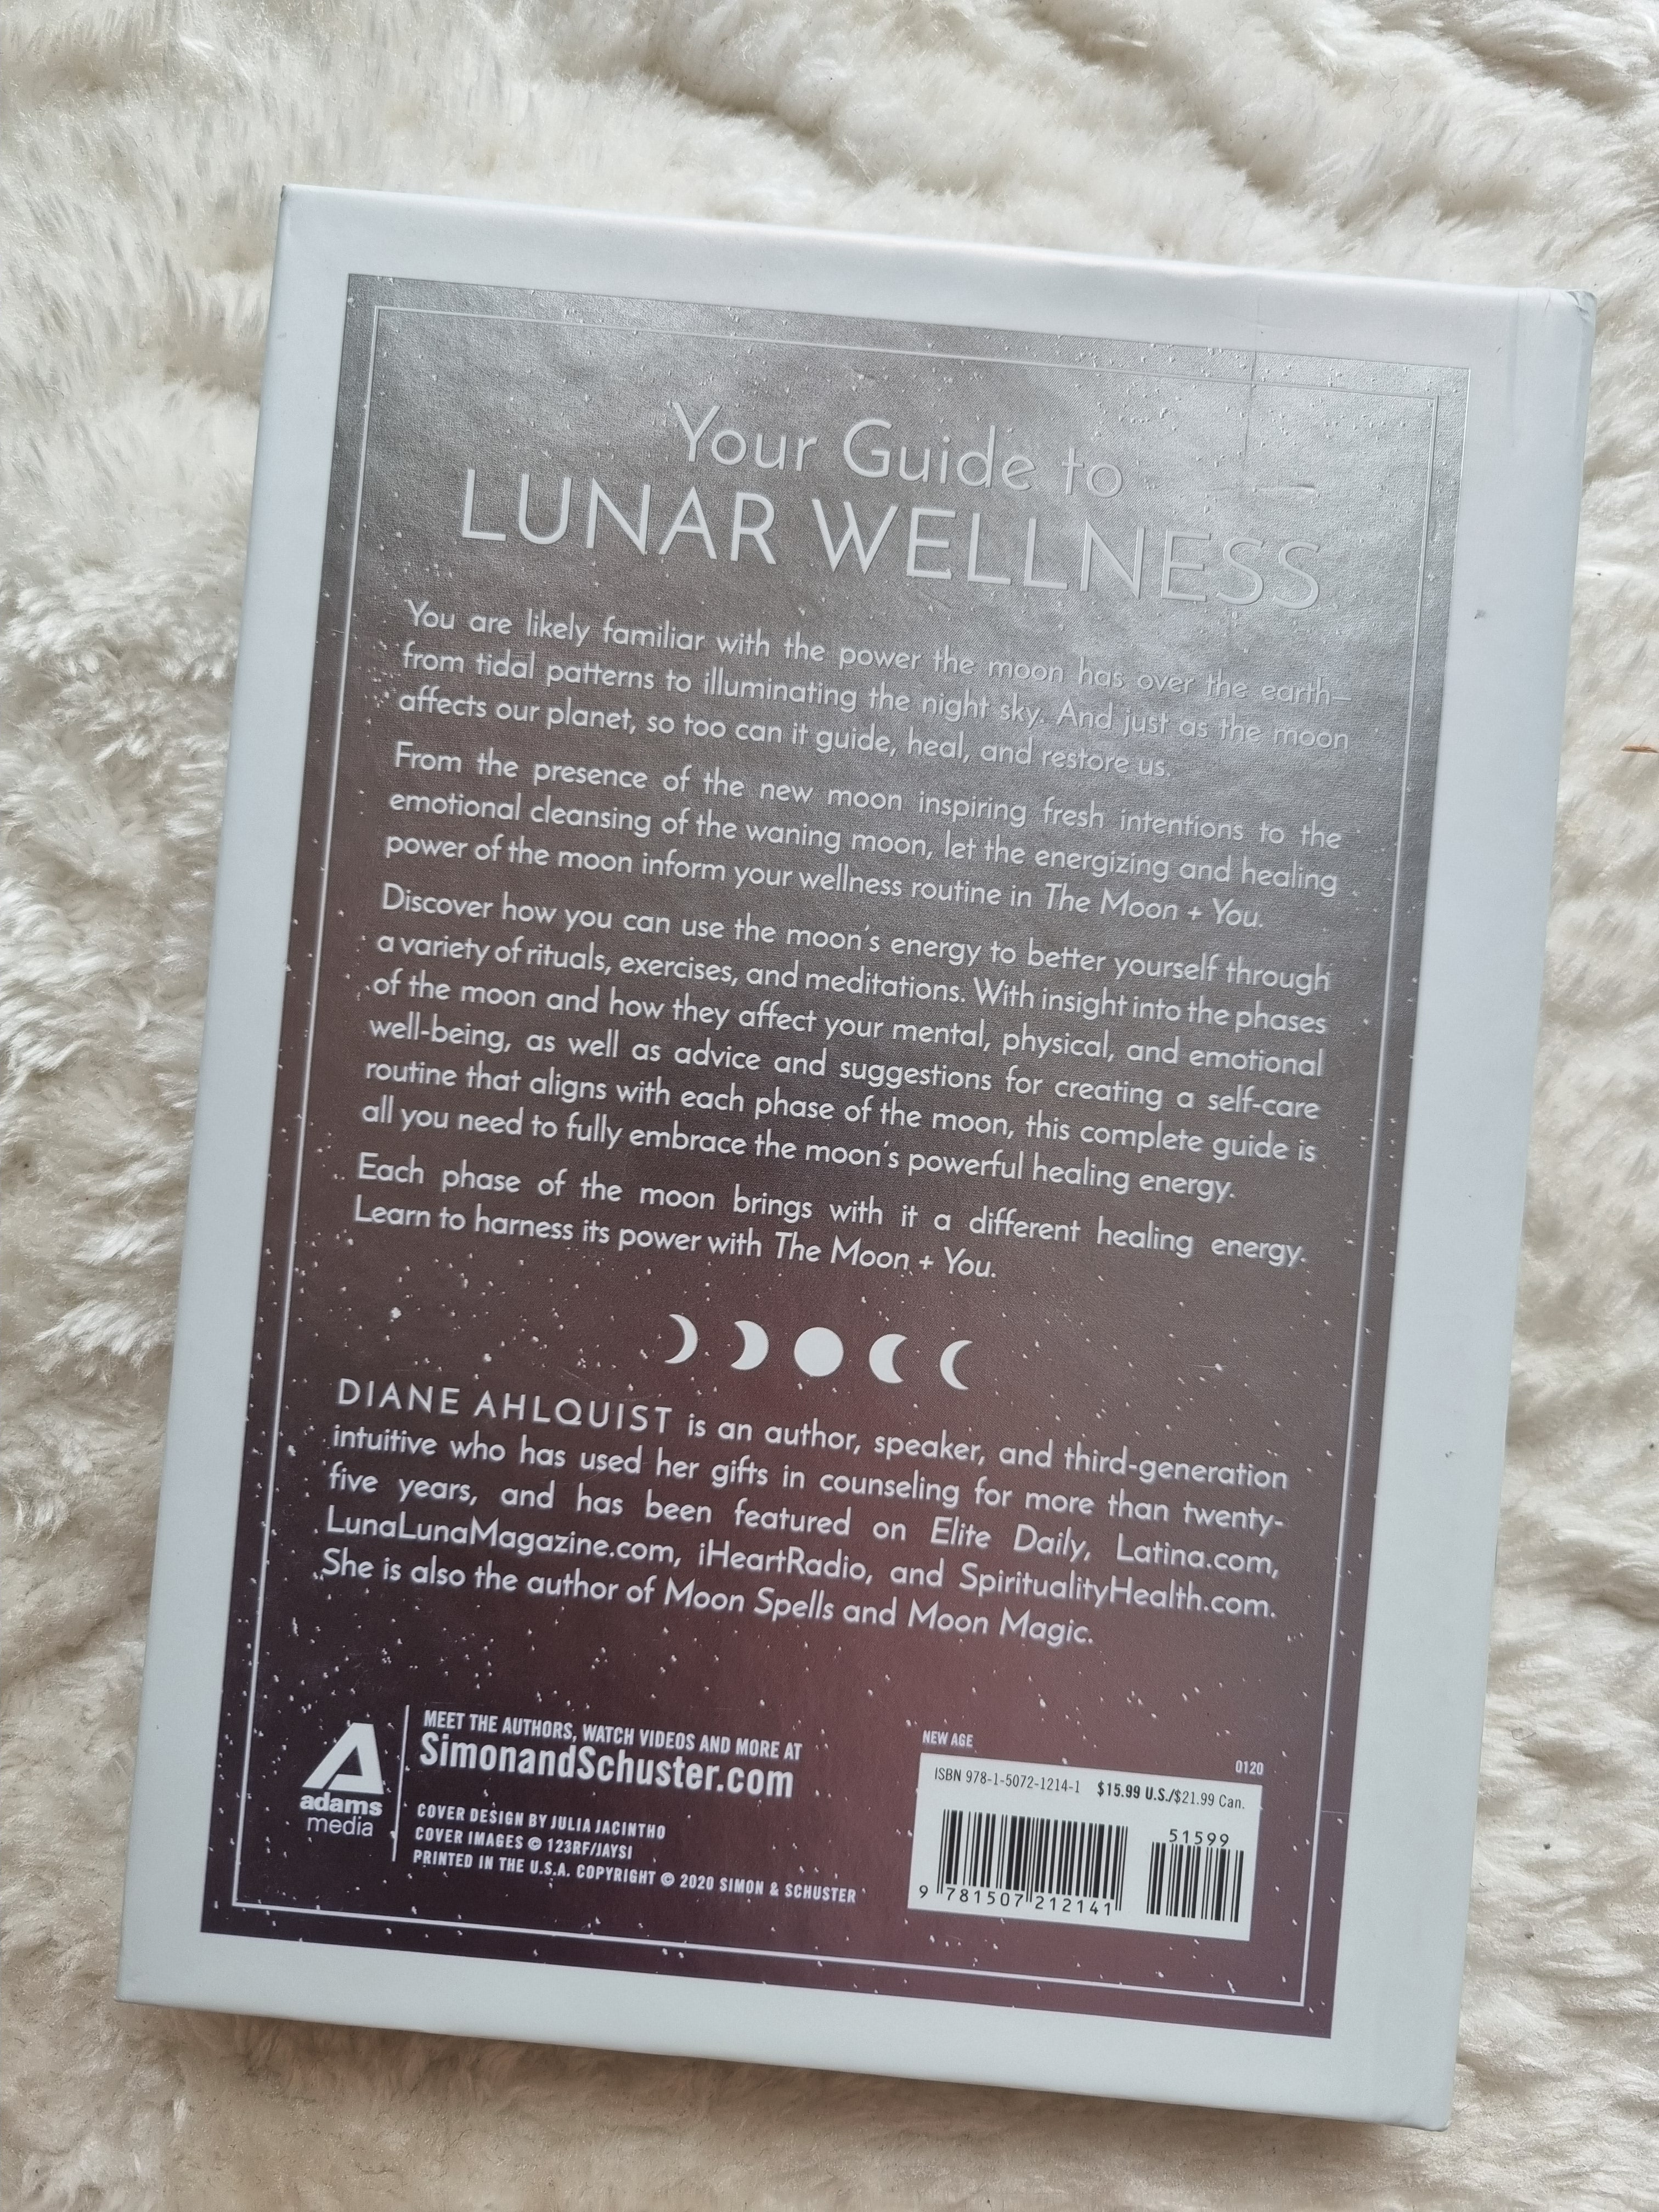 Your Guide to
LUNAR WELLNESS
You are likely familiar with the power the moon has over the earth—
from tidal patterns to illuminating the night sky. And just as the moon
affects our planet, so too can it guide, heal, and restore us.
From the presence of the new moon inspiring fresh intentions to the
emotional cleansing of the waning moon, let the energizing and healing
power of the moon inform your wellness routine in The Moon + You.
Discover how you can use the moon's energy to better yourself through
a variety of rituals, exercises, and meditations. With insight into the phases
of the moon and how they affect your mental, physical, and emotional
well-being, as well as advice and suggestions for creating a self-care
routine that aligns with each phase of the moon, this complete guide is
all you need to fully embrace the moon's powerful healing energy.
Each phase of the moon brings with it a different healing energy.
Learn to harness its power with The Moon + You.
DIANE AHLQUIST is an author, speaker, and third-generation
intuitive who has used her gifts in counseling for more than twenty-
five years, and has been featured on Elite Daily, Latina.com,
LunaLunaMagazine.com, iHeartRadio, and SpiritualityHealth.com.
She is also the author of Moon Spells and Moon Magic.
adams
media
MEET THE AUTHORS, WATCH VIDEOS AND MORE AT
SimonandSchuster.com
COVER DESIGN BY JULIA JACINTHO
COVER IMAGES © 123RF/JAYSI
PRINTED IN THE U.S.A. COPYRIGHT © 2020 SIMON & SCHUSTER
NEW AGE
0120
ISBN 978-1-5072-1214-1 $15.99 U.S./$21.99 Can.
51599
9 781507 212141